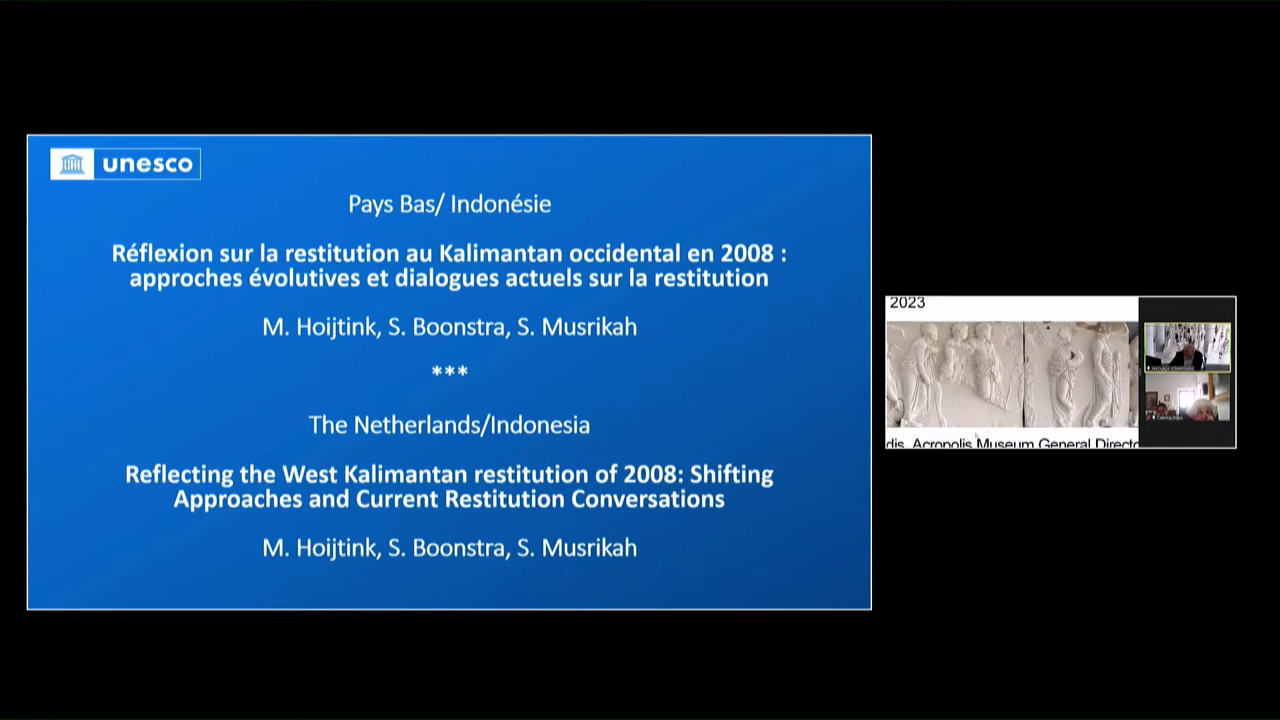 unesco
Pays Bas/ Indonésie
Réflexion sur la restitution au Kalimantan occidental en 2008 :
approches évolutives et dialogues actuels sur la restitution
M. Hoijtink, S. Boonstra, S. Musrikah
***
The Netherlands/Indonesia
Reflecting the West Kalimantan restitution of 2008: Shifting
Approaches and Current Restitution Conversations
M. Hoijtink, S. Boonstra, S. Musrikah
2023
dis, Acropolis Museum General Directo